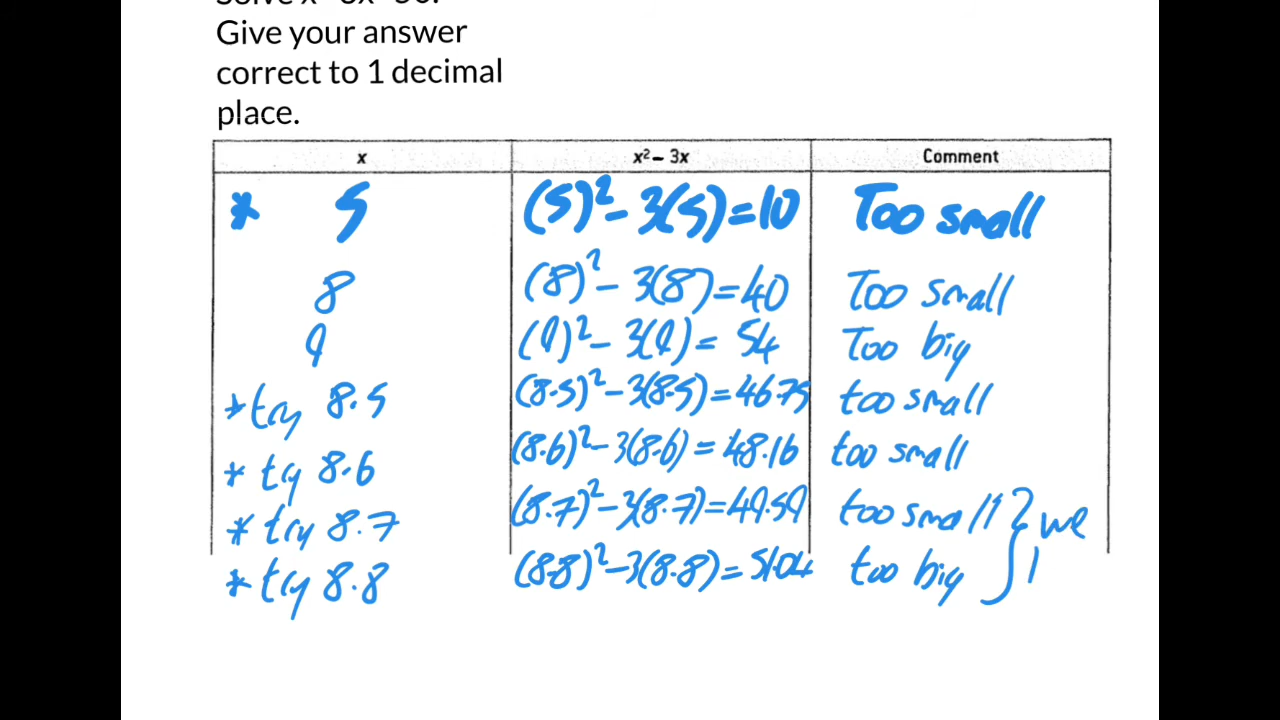 Give your answer
correct to 1 decimal
place.
x x² – 3x Comment
* 5 (5)² - 3(5) = 10 Too small
8 (8)² - 3(8) = 40 Too small
9 (9)² - 3(9) = 54 Too big
* try 8.5 (8.5)² - 3(8.5) = 46.75 too small
* try 8.6 (8.6)² - 3(8.6) = 48.16 too small
* try 8.7 (8.7)² - 3(8.7) = 49.59 too small } we
* try 8.8 (8.8)² - 3(8.8) = 51.04 too big